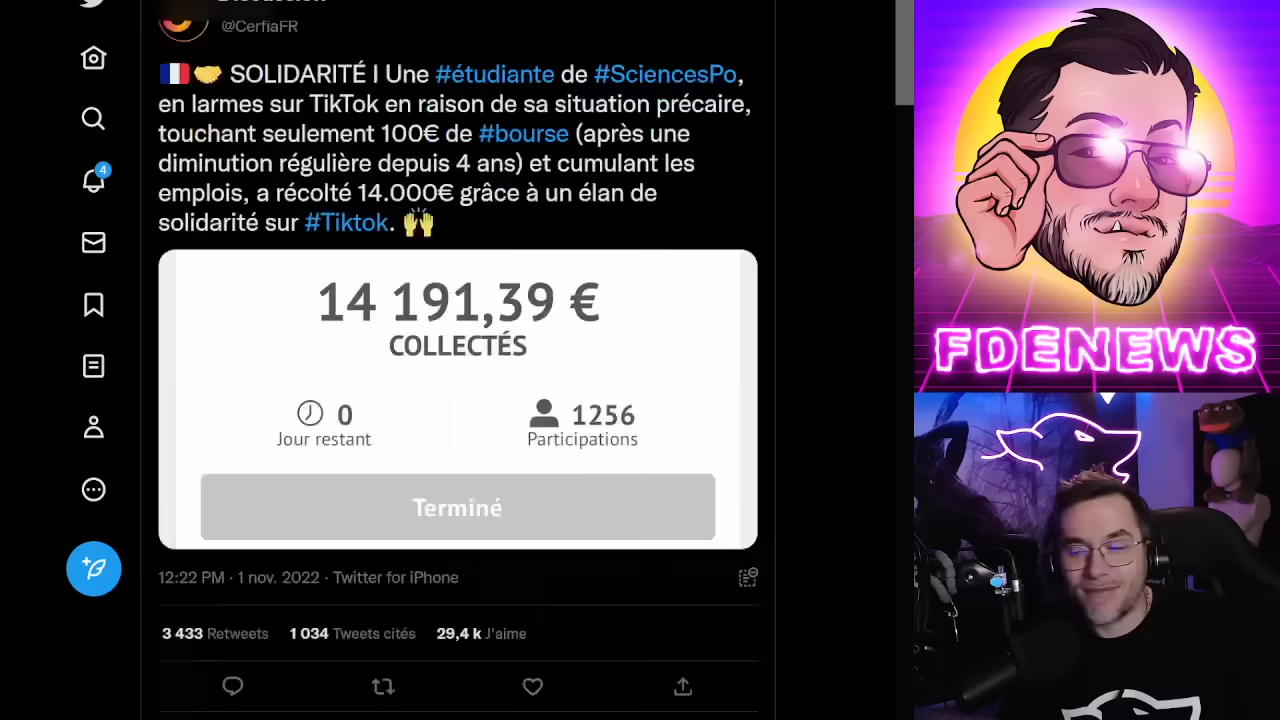 @CerfiaFR
🇫🇷🤝 SOLIDARITÉ l Une #étudiante de #SciencesPo,
en larmes sur TikTok en raison de sa situation précaire,
touchant seulement 100€ de #bourse (après une
diminution régulière depuis 4 ans) et cumulant les
emplois, a récolté 14.000€ grâce à un élan de
solidarité sur #Tiktok. 🙌
14 191,39 €
COLLECTÉS
0
Jour restant
1256
Participations
Terminé
12:22 PM · 1 nov. 2022 · Twitter for iPhone
3 433 Retweets 1 034 Tweets cités 29,4 k J'aime
4
FDENEWS